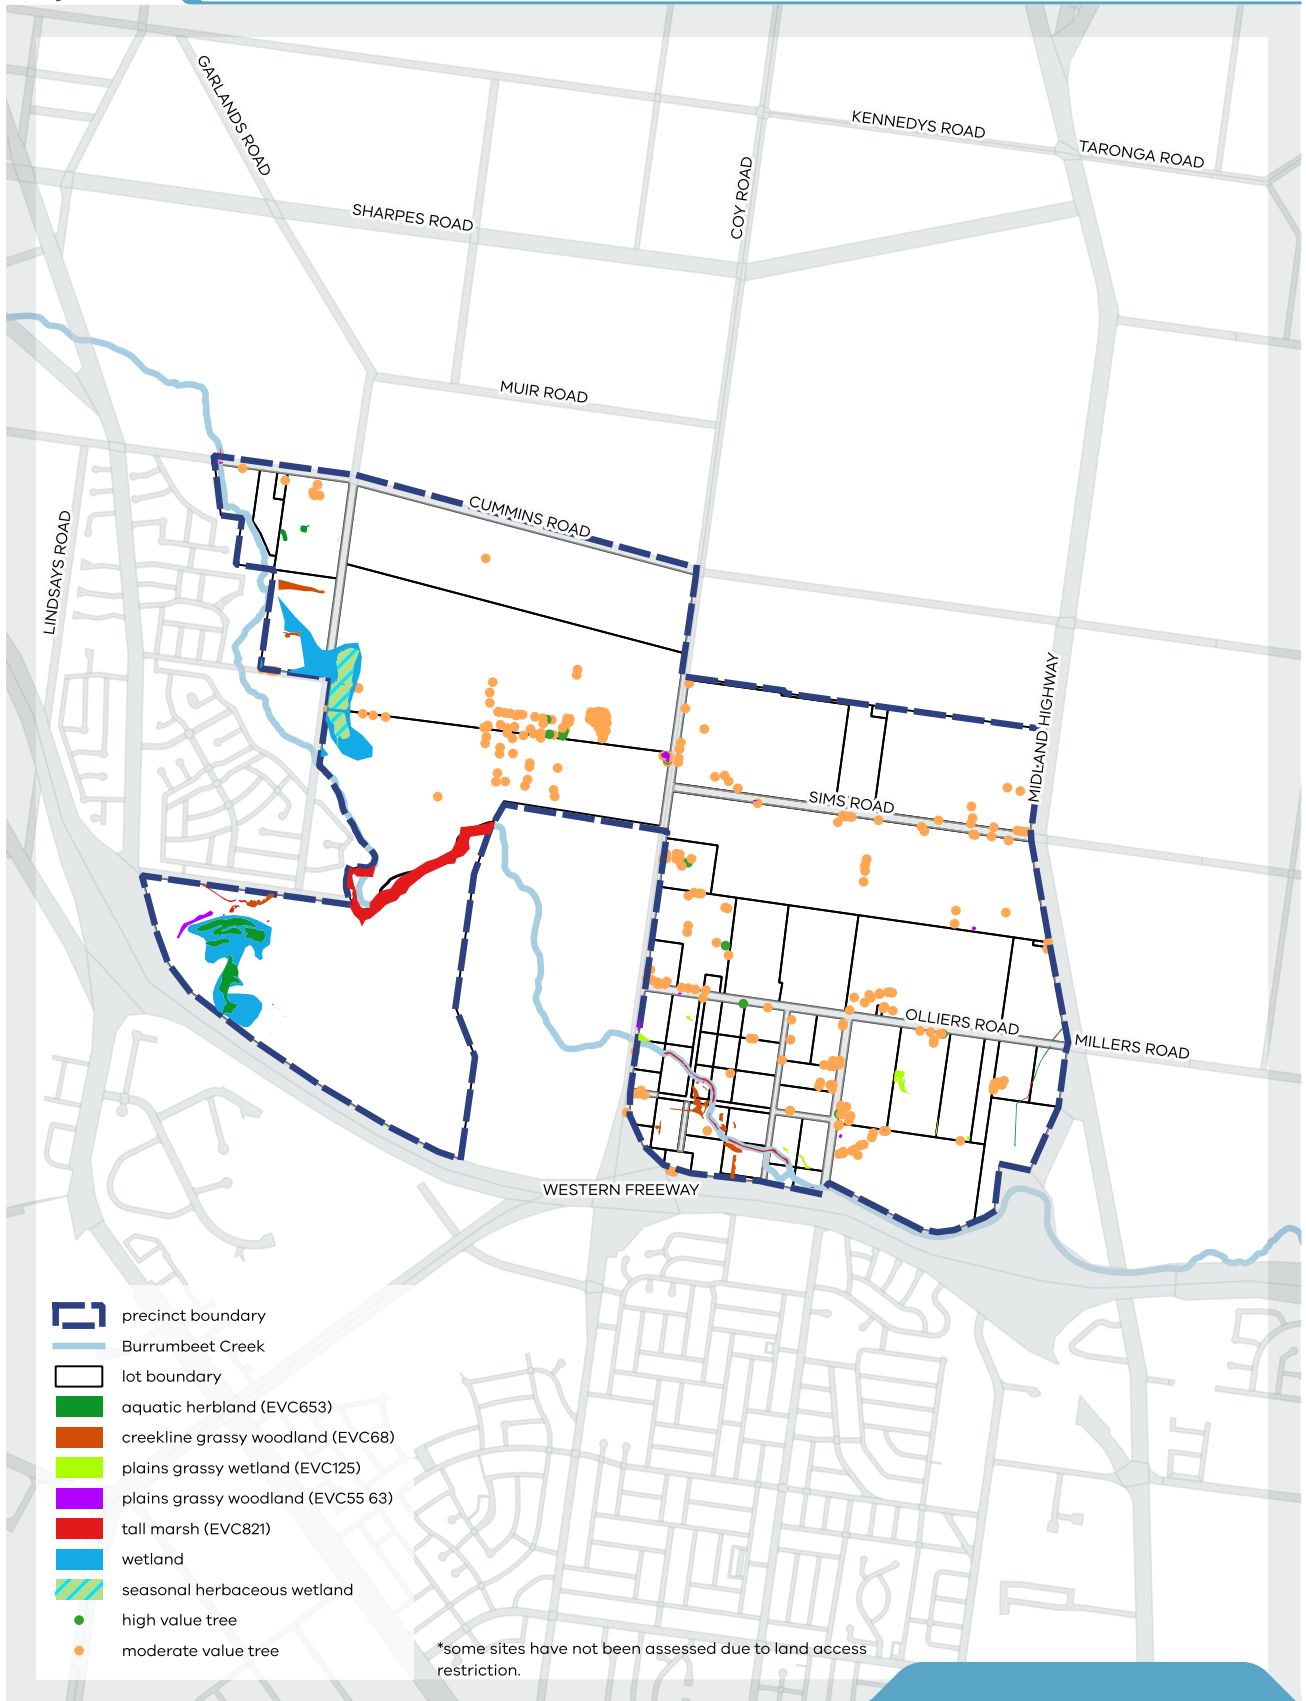 GARLANDS ROAD
KENNEDYS ROAD
TARONGA ROAD
COY ROAD
SHARPES ROAD
MUIR ROAD
CUMMINS ROAD
LINDSAYS ROAD
MIDLAND HIGHWAY
SIMS ROAD
OLLIERS ROAD
MILLERS ROAD
WESTERN FREEWAY
precinct boundary
Burrumbeet Creek
lot boundary
aquatic herbland (EVC653)
creekline grassy woodland (EVC68)
plains grassy wetland (EVC125)
plains grassy woodland (EVC55 63)
tall marsh (EVC821)
wetland
seasonal herbaceous wetland
high value tree
moderate value tree
*some sites have not been assessed due to land access
restriction.